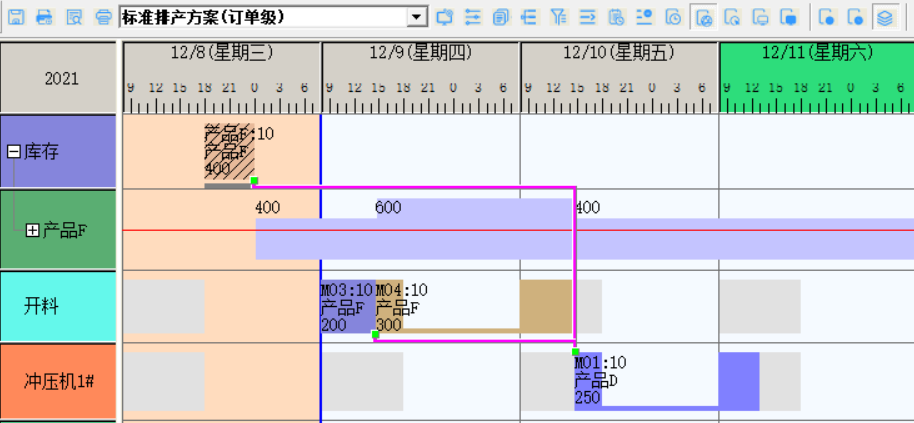 标准排产方案(订单级)
2021
12/8(星期三)
12/9(星期四)
12/10(星期五)
12/11(星期六)
9 12 15 18 21 0 3 6
9 12 15 18 21 0 3 6
9 12 15 18 21 0 3 6
9 12 15 18 21 0 3 6
库存
产品F:10
产品F
400
产品F
400
600
400
开料
M03:10
产品F
200
M04:10
产品F
300
冲压机1#
M01:10
产品D
250